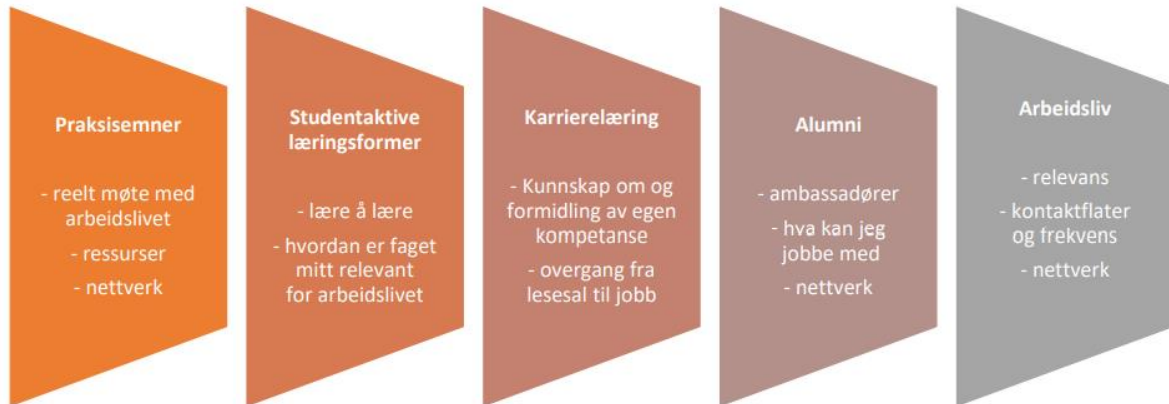 Praksisemner
- reelt møte med
arbeidslivet
- ressurser
- nettverk
Studentaktive
læringsformer
- lære å lære
- hvordan er faget
mitt relevant
for arbeidslivet
Karrierelæring
- Kunnskap om og
formidling av egen
kompetanse
- overgang fra
lesesal til jobb
Alumni
- ambassadører
- hva kan jeg
jobbe med
- nettverk
Arbeidsliv
- relevans
- kontaktflater
og frekvens
- nettverk